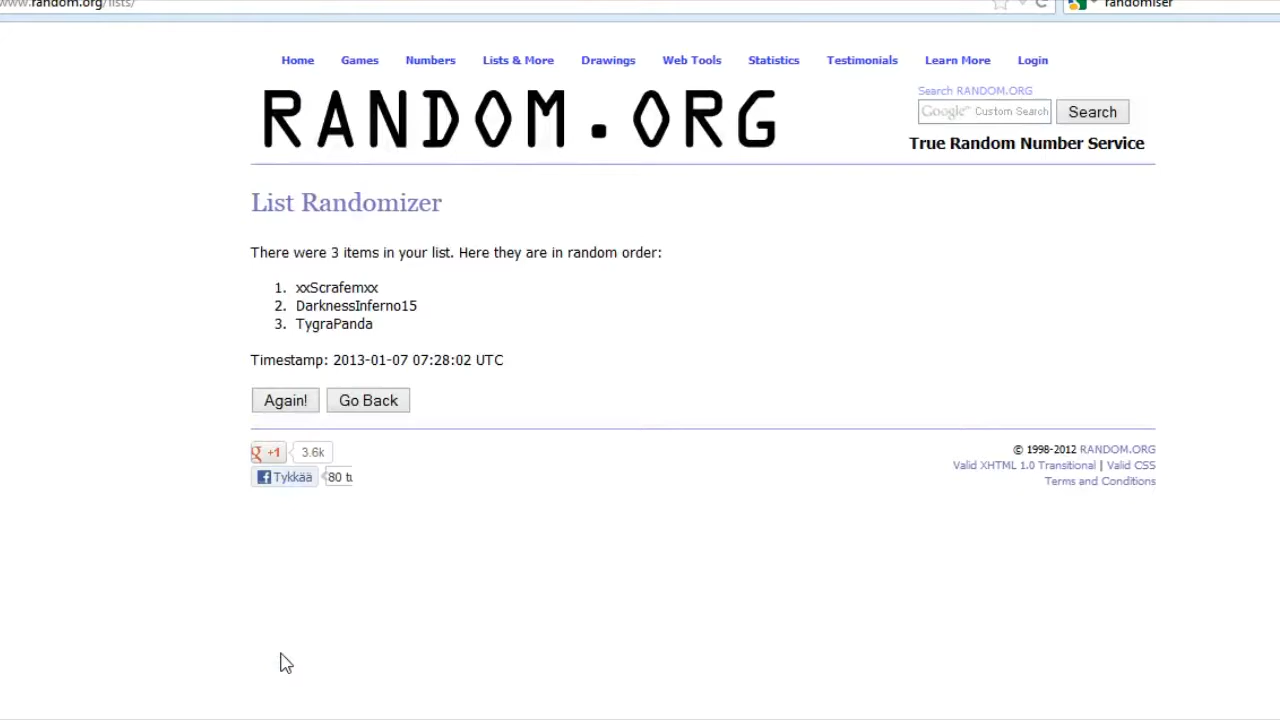 www.random.org/lists/ randomiser
Home Games Numbers Lists & More Drawings Web Tools Statistics Testimonials Learn More Login
RANDOM.ORG
Search RANDOM.ORG
Google™ Custom Search Search
True Random Number Service
List Randomizer
There were 3 items in your list. Here they are in random order:
1. xxScrafemxx
2. DarknessInferno15
3. TygraPanda
Timestamp: 2013-01-07 07:28:02 UTC
Again! Go Back
g +1 3.6k
Tykkää 80 tu
© 1998-2012 RANDOM.ORG
Valid XHTML 1.0 Transitional | Valid CSS
Terms and Conditions